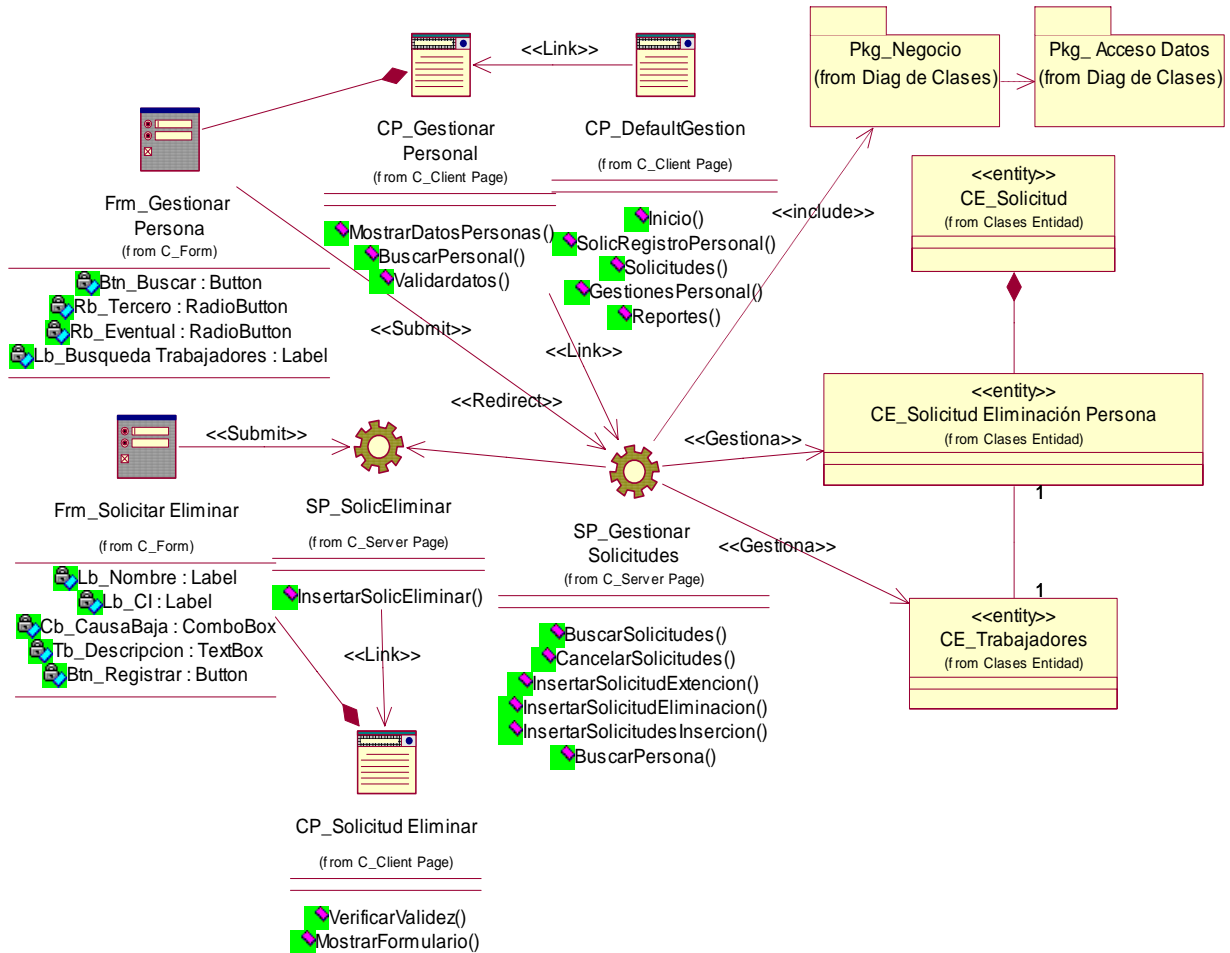 <<Link>>
Pkg_Negocio
(from Diag de Clases)
Pkg_ Acceso Datos
(from Diag de Clases)
CP_Gestionar
Personal
(from C_Client Page)
CP_DefaultGestion
(from C_Client Page)
Frm_Gestionar
Persona
(from C_Form)
<<entity>>
CE_Solicitud
(from Clases Entidad)
<<include>>
MostrarDatosPersonas()
BuscarPersonal()
Validardatos()
Inicio()
SolicRegistroPersonal()
Solicitudes()
GestionesPersonal()
Reportes()
Btn_Buscar : Button
Rb_Tercero : RadioButton
Rb_Eventual : RadioButton
Lb_Busqueda Trabajadores : Label
<<Submit>>
<<Link>>
<<Redirect>>
<<entity>>
CE_Solicitud Eliminación Persona
(from Clases Entidad)
<<Submit>>
<<Gestiona>>
1
Frm_Solicitar Eliminar
(from C_Form)
SP_SolicEliminar
(from C_Server Page)
SP_Gestionar
Solicitudes
(from C_Server Page)
<<Gestiona>>
1
Lb_Nombre : Label
Lb_CI : Label
Cb_CausaBaja : ComboBox
Tb_Descripcion : TextBox
Btn_Registrar : Button
InsertarSolicEliminar()
<<Link>>
<<entity>>
CE_Trabajadores
(from Clases Entidad)
BuscarSolicitudes()
CancelarSolicitudes()
InsertarSolicitudExtencion()
InsertarSolicitudEliminacion()
InsertarSolicitudesInsercion()
BuscarPersona()
CP_Solicitud Eliminar
(from C_Client Page)
VerificarValidez()
MostrarFormulario()